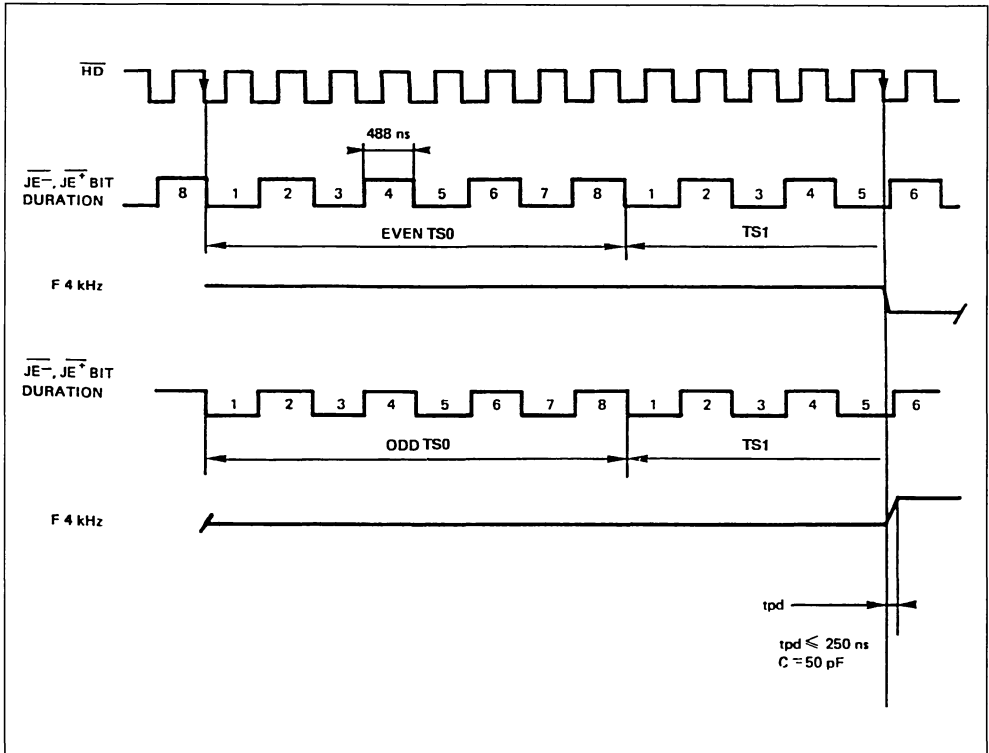 HD
488 ns
JE–, JE+ BIT
DURATION
8 1 2 3 4 5 6 7 8 1 2 3 4 5 6
EVEN TS0 TS1
F 4 kHz
JE–, JE+ BIT
DURATION
1 2 3 4 5 6 7 8 1 2 3 4 5 6
ODD TS0 TS1
F 4 kHz
tpd
tpd ⩽ 250 ns
C = 50 pF